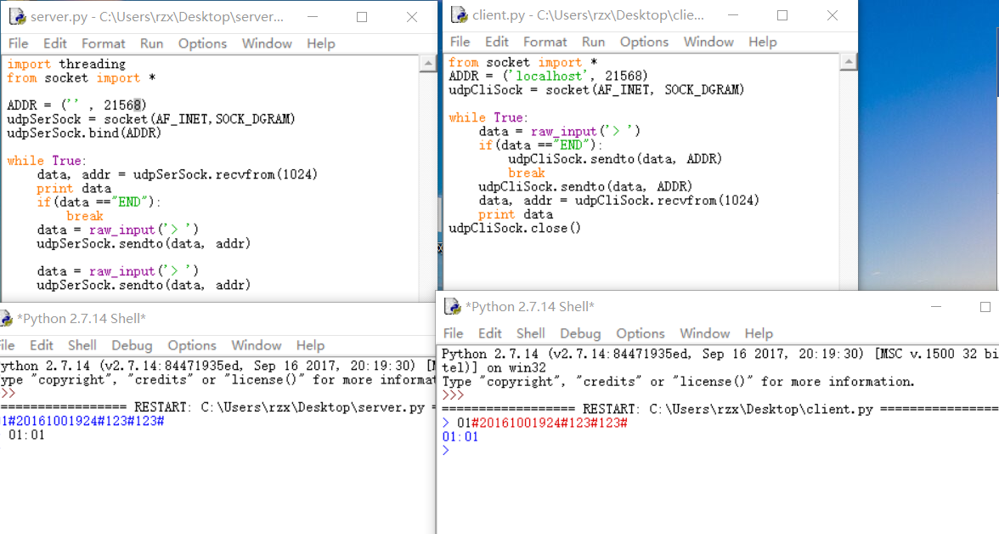 server.py - C:\Users\rzx\Desktop\server...
File Edit Format Run Options Window Help
import threading
from socket import *
ADDR = ('' , 21568)
udpSerSock = socket(AF_INET,SOCK_DGRAM)
udpSerSock.bind(ADDR)
while True:
data, addr = udpSerSock.recvfrom(1024)
print data
if(data =="END"):
break
data = raw_input('> ')
udpSerSock.sendto(data, addr)
data = raw_input('> ')
udpSerSock.sendto(data, addr)
client.py - C:\Users\rzx\Desktop\clie...
File Edit Format Run Options Window Help
from socket import *
ADDR = ('localhost', 21568)
udpCliSock = socket(AF_INET, SOCK_DGRAM)
while True:
data = raw_input('> ')
if(data =="END"):
udpCliSock.sendto(data, ADDR)
break
udpCliSock.sendto(data, ADDR)
data, addr = udpCliSock.recvfrom(1024)
print data
udpCliSock.close()
*Python 2.7.14 Shell*
ile Edit Shell Debug Options Window Help
ython 2.7.14 (v2.7.14:84471935ed, Sep 16 2017, 20:19:30) [M
ype "copyright", "credits" or "license()" for more informat
>>
================== RESTART: C:\Users\rzx\Desktop\server.py =
1#20161001924#123#123#
01:01
*Python 2.7.14 Shell*
File Edit Shell Debug Options Window Help
Python 2.7.14 (v2.7.14:84471935ed, Sep 16 2017, 20:19:30) [MSC v.1500 32 bi
tel)] on win32
Type "copyright", "credits" or "license()" for more information.
>>>
================== RESTART: C:\Users\rzx\Desktop\client.py ================
> 01#20161001924#123#123#
01:01
>